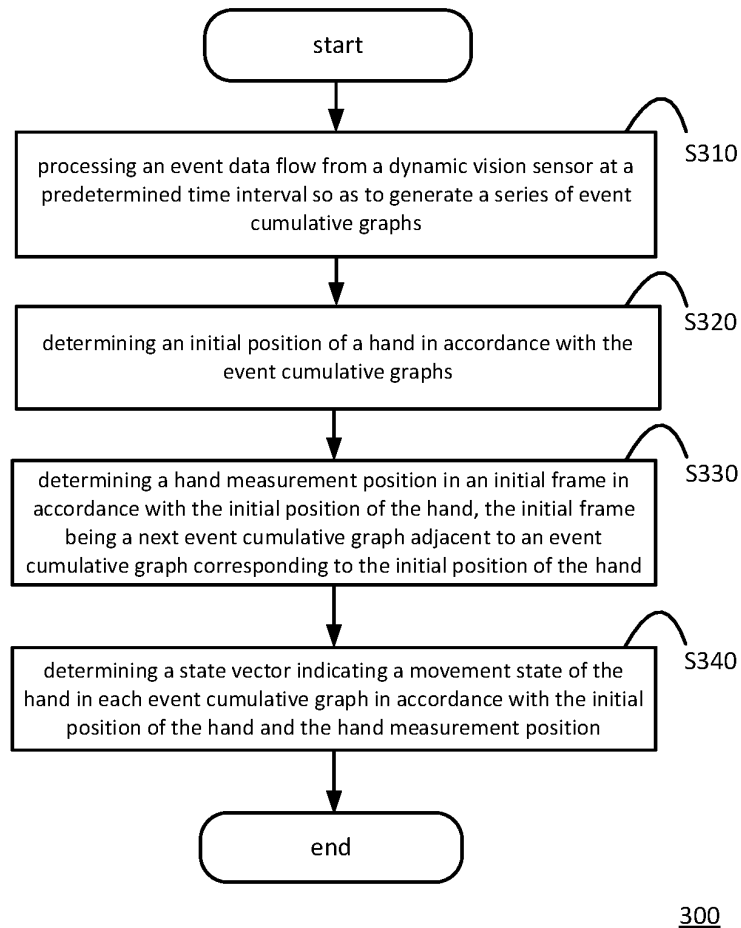 start
S310
processing an event data flow from a dynamic vision sensor at a
predetermined time interval so as to generate a series of event
cumulative graphs
S320
determining an initial position of a hand in accordance with the
event cumulative graphs
S330
determining a hand measurement position in an initial frame in
accordance with the initial position of the hand, the initial frame
being a next event cumulative graph adjacent to an event
cumulative graph corresponding to the initial position of the hand
S340
determining a state vector indicating a movement state of the
hand in each event cumulative graph in accordance with the initial
position of the hand and the hand measurement position
end
300